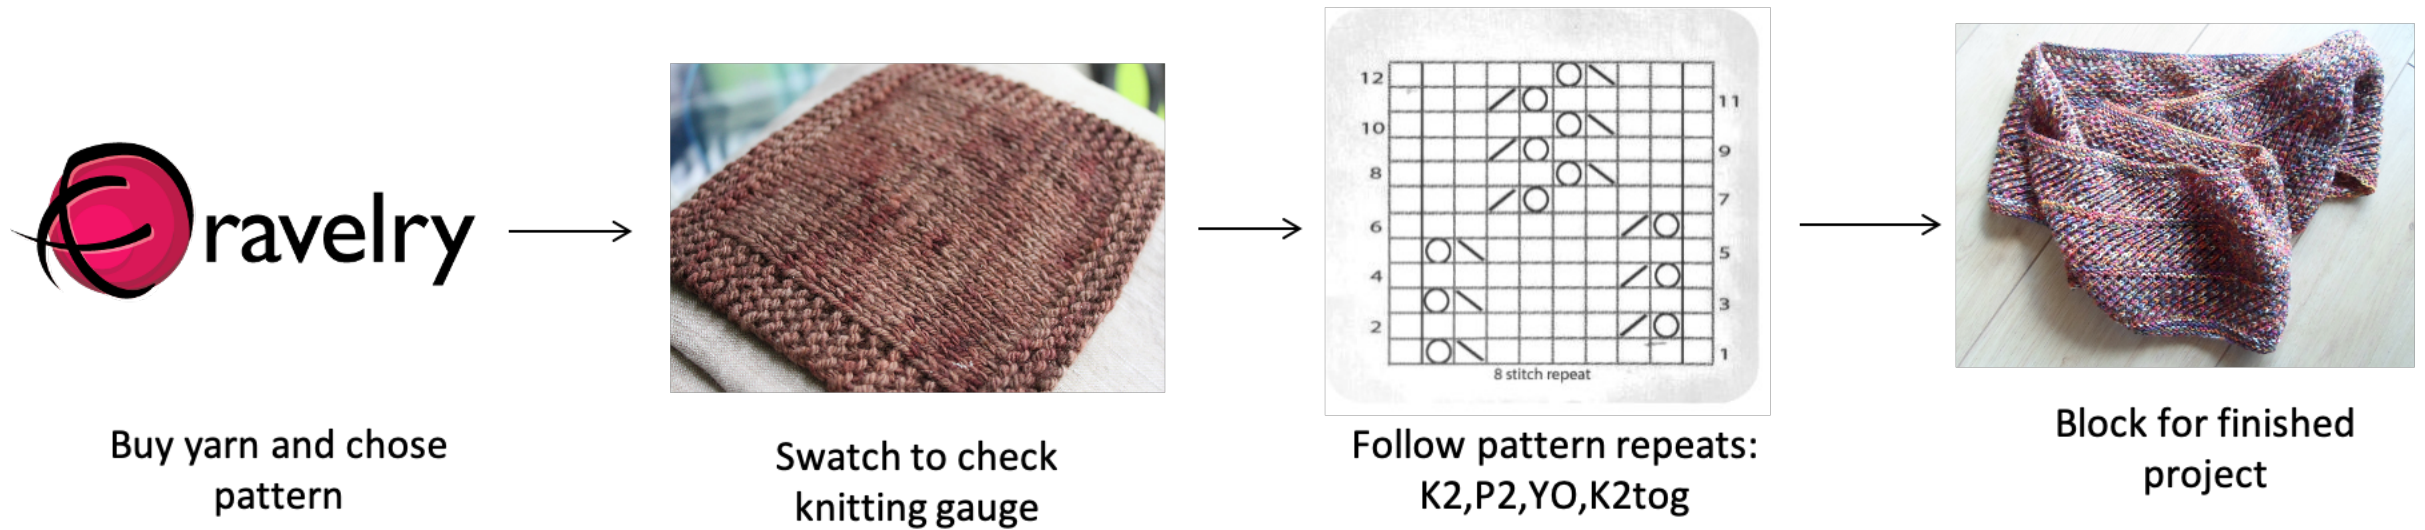 ravelry
Buy yarn and chose
pattern
Swatch to check
knitting gauge
12
11
10
9
8
7
6
5
4
3
2
1
8 stitch repeat
Follow pattern repeats:
K2,P2,YO,K2tog
Block for finished
project